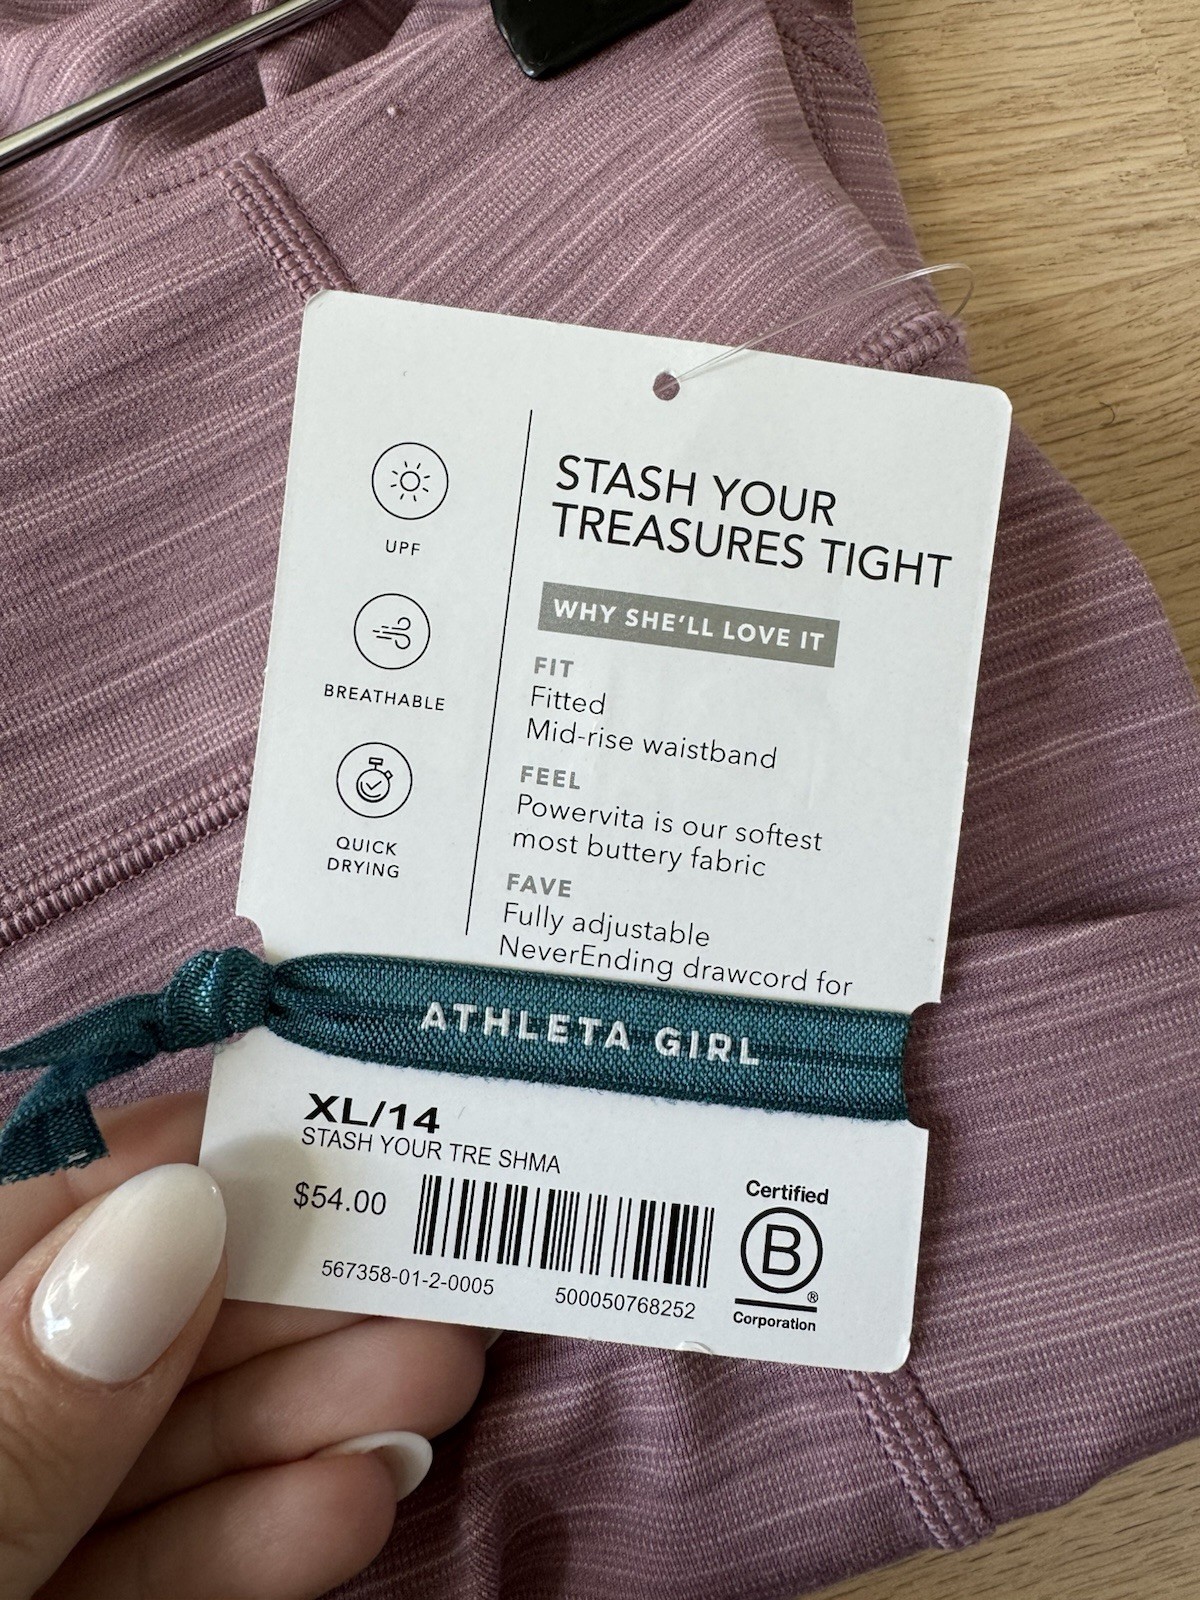 UPF
BREATHABLE
QUICK
DRYING
STASH YOUR
TREASURES TIGHT
WHY SHE'LL LOVE IT
FIT
Fitted
Mid-rise waistband
FEEL
Powervita is our softest
most buttery fabric
FAVE
Fully adjustable
NeverEnding drawcord for
ATHLETA GIRL
XL/14
STASH YOUR TRE SHMA
$54.00
567358-01-2-0005
500050768252
Certified
B
®
Corporation